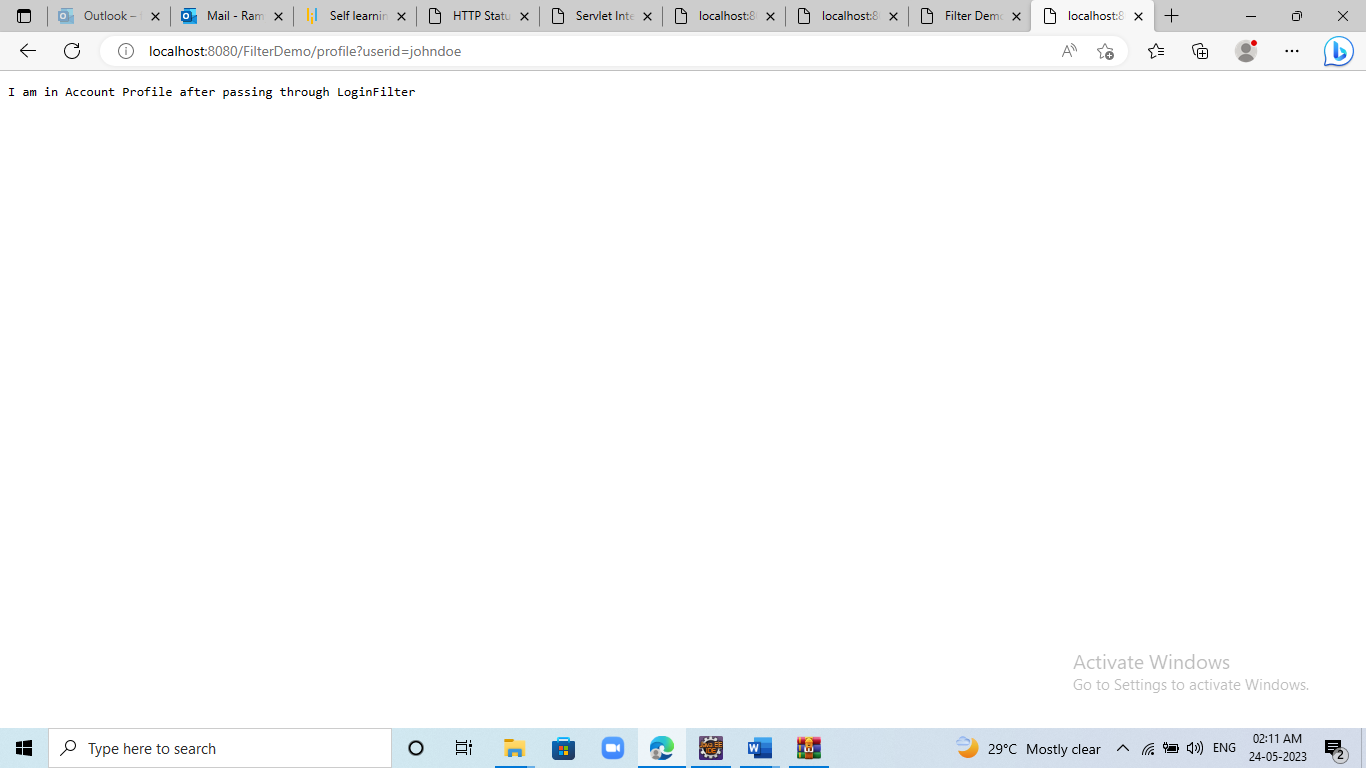 Outlook –
Mail - Ram
Self learnin
HTTP Statu
Servlet Inte
localhost:8
localhost:8
Filter Demo
localhost:8
localhost:8080/FilterDemo/profile?userid=johndoe
I am in Account Profile after passing through LoginFilter
Activate Windows
Go to Settings to activate Windows.
Type here to search
29°C Mostly clear
ENG
02:11 AM
24-05-2023
2